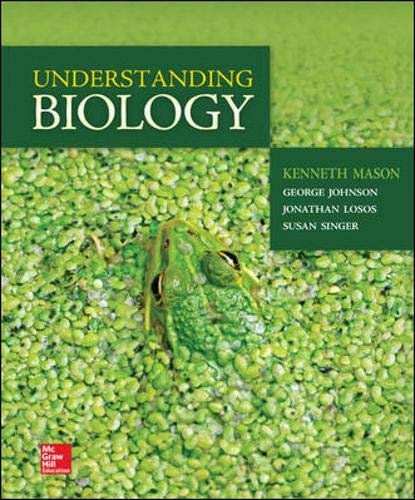 UNDERSTANDING
BIOLOGY
KENNETH MASON
GEORGE JOHNSON
JONATHAN LOSOS
SUSAN SINGER
Mc
Graw
Hill
Education